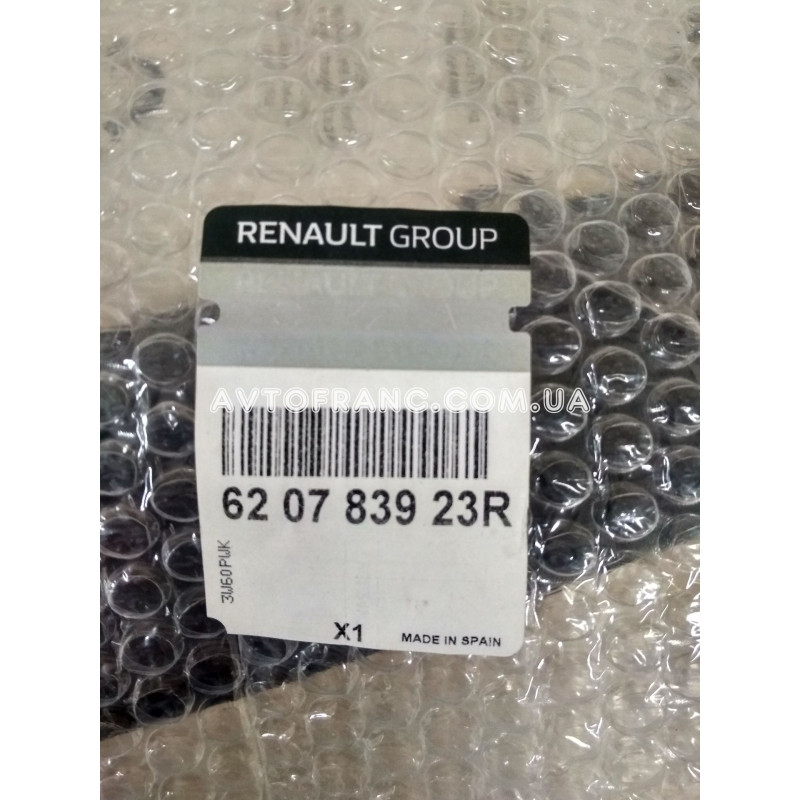 RENAULT GROUP
AVTOFRANC.COM.UA
62 07 839 23R
3W60PWK
X1
MADE IN SPAIN